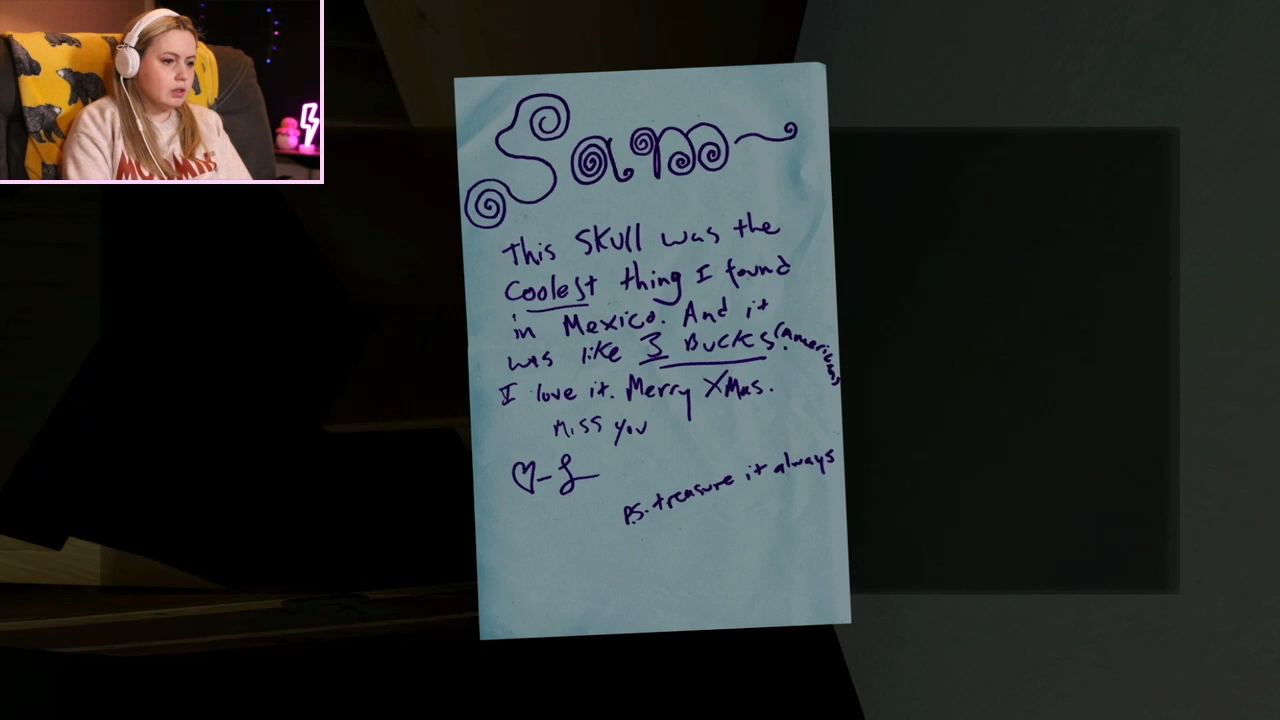 Sam
This Skull was the
Coolest thing I found
in Mexico. And it
was like 3 Bucks (American)
I love it. Merry XMas.
Miss you
♡-L
P.S. treasure it always